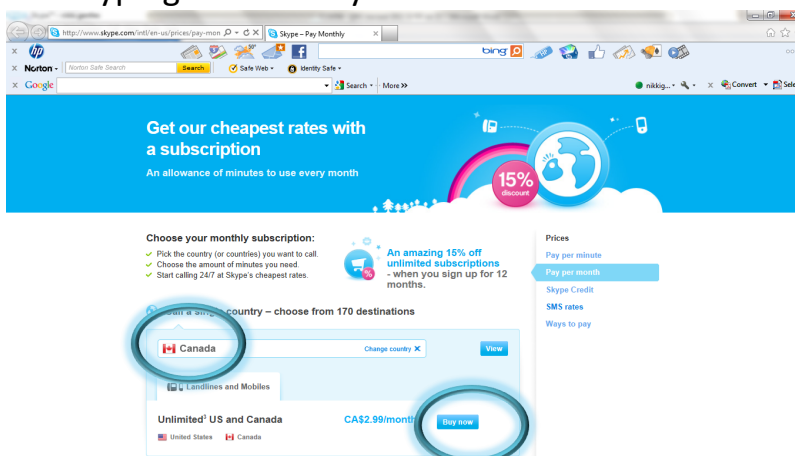 http://www.skype.com/intl/en-us/prices/pay-mon
Skype – Pay Monthly
hp
bing
Norton
Norton Safe Search
Search
Safe Web
Identity Safe
Google
Search
More »
nikkig...
Convert
Sele
Get our cheapest rates with
a subscription
An allowance of minutes to use every month
15%
discount
Choose your monthly subscription:
Pick the country (or countries) you want to call.
Choose the amount of minutes you need.
Start calling 24/7 at Skype's cheapest rates.
An amazing 15% off
unlimited subscriptions
- when you sign up for 12
months.
Prices
Pay per minute
Pay per month
Skype Credit
SMS rates
Ways to pay
country – choose from 170 destinations
Canada
Change country X
View
Landlines and Mobiles
Unlimited¹ US and Canada
CA$2.99/month
Buy now
United States
Canada